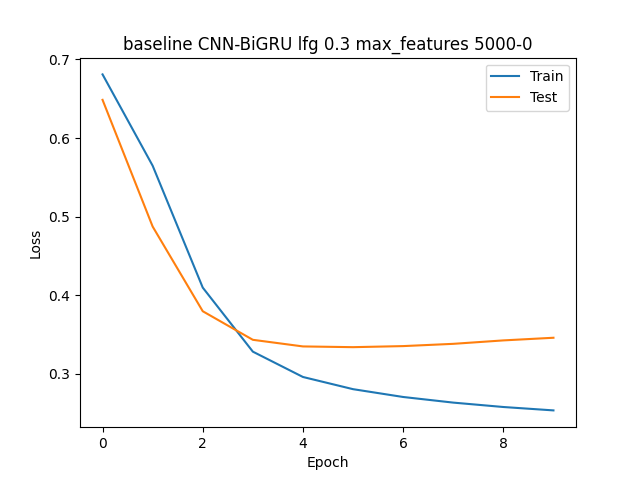 baseline CNN-BiGRU lfg 0.3 max_features 5000-0
Train
Test
0.7
0.6
0.5
0.4
0.3
Loss
0 2 4 6 8
Epoch